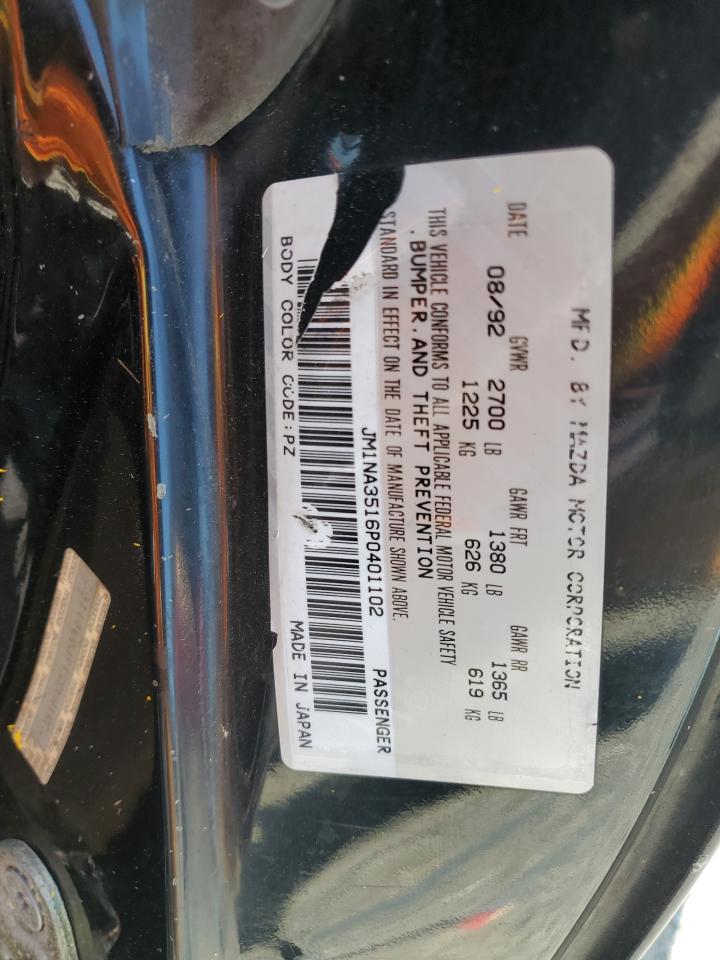 MFD. BY MAZDA MOTOR CORPORATION
DATE GVWR GAWR FRT GAWR RR
08/92 2700 LB 1380 LB 1365 LB
1225 KG 626 KG 619 KG
THIS VEHICLE CONFORMS TO ALL APPLICABLE FEDERAL MOTOR VEHICLE SAFETY
, BUMPER, AND THEFT PREVENTION
STANDARD IN EFFECT ON THE DATE OF MANUFACTURE SHOWN ABOVE.
JM1NA3516P0401102 PASSENGER
BODY COLOR CODE:PZ MADE IN JAPAN